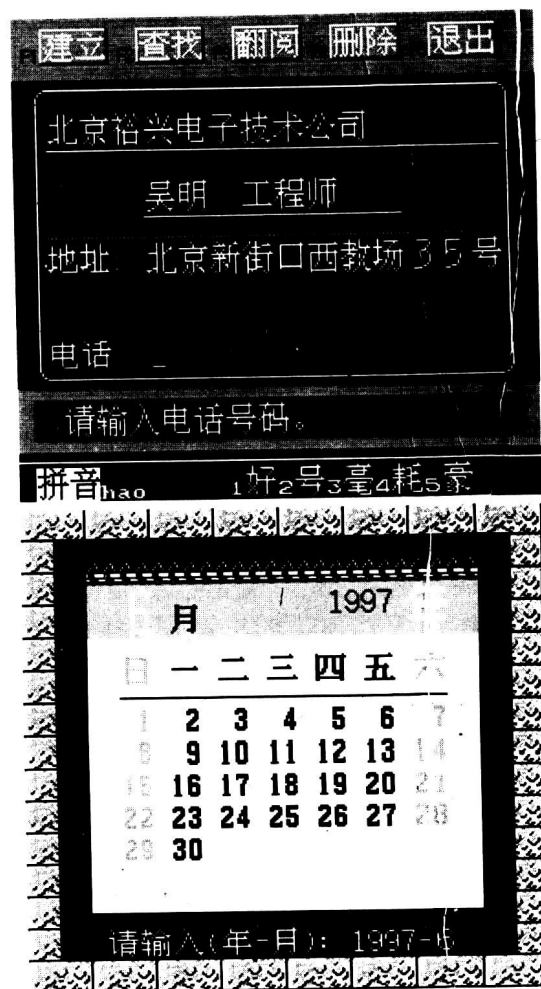 建立 查找 翻阅 删除 退出
北京裕兴电子技术公司
吴明 工程师
地址 北京新街口西教场35号
电话 _
请输入电话号码。
拼音hao 1好2号3毫4耗5豪
月 1997 年
日 一 二 三 四 五 六
1 2 3 4 5 6 7
8 9 10 11 12 13 14
15 16 17 18 19 20 21
22 23 24 25 26 27 28
29 30
请输入(年-月): 1997-6